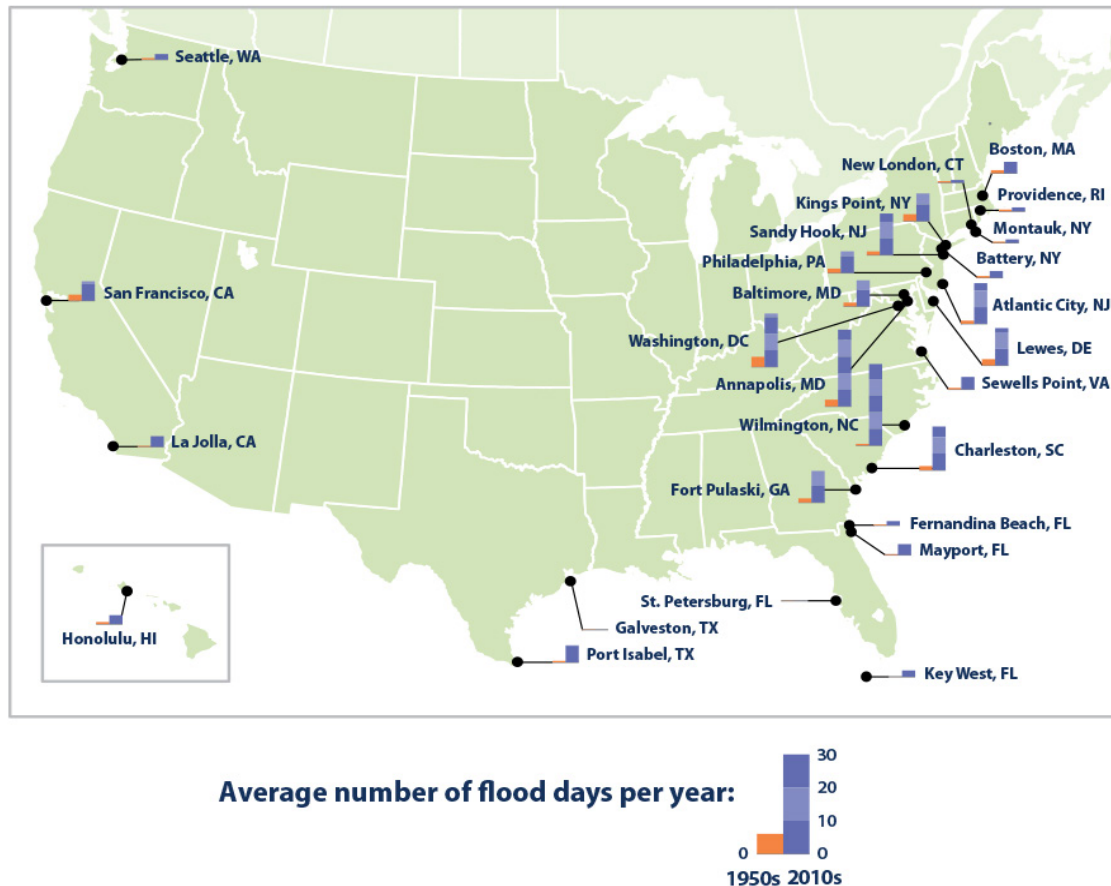 Seattle, WA
Boston, MA
New London, CT
Providence, RI
Kings Point, NY
Montauk, NY
Sandy Hook, NJ
Battery, NY
Philadelphia, PA
San Francisco, CA
Baltimore, MD
Atlantic City, NJ
Washington, DC
Lewes, DE
Annapolis, MD
Sewells Point, VA
Wilmington, NC
La Jolla, CA
Charleston, SC
Fort Pulaski, GA
Fernandina Beach, FL
Mayport, FL
St. Petersburg, FL
Galveston, TX
Honolulu, HI
Port Isabel, TX
Key West, FL
Average number of flood days per year:
30
20
10
0 0
1950s 2010s